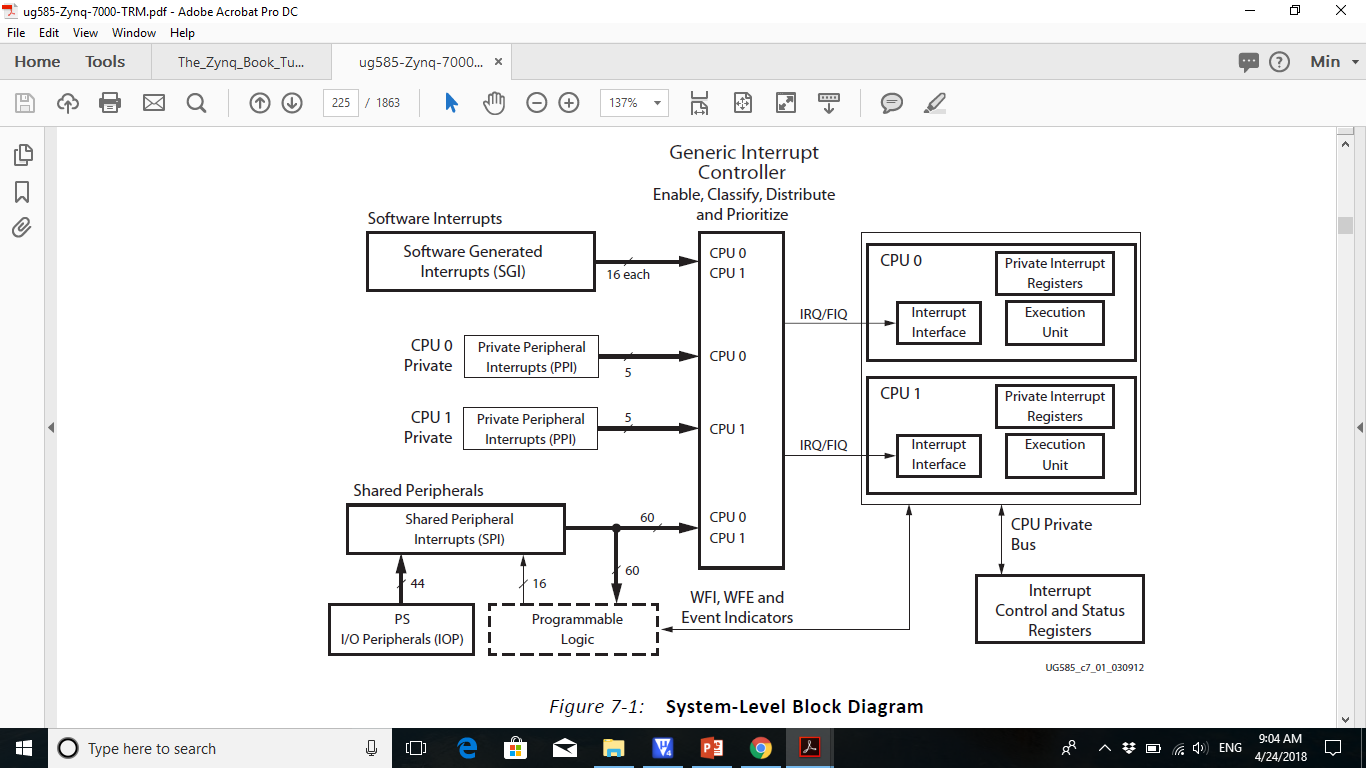 ug585-Zynq-7000-TRM.pdf - Adobe Acrobat Pro DC
File Edit View Window Help
Home Tools The_Zynq_Book_Tu... ug585-Zynq-7000... × Min
225 / 1863 137%
Generic Interrupt
Controller
Enable, Classify, Distribute
and Prioritize
Software Interrupts
Software Generated
Interrupts (SGI)
16 each
CPU 0
CPU 1
CPU 0
Private
Private Peripheral
Interrupts (PPI)
5
CPU 0
CPU 1
Private
Private Peripheral
Interrupts (PPI)
5
CPU 1
Shared Peripherals
Shared Peripheral
Interrupts (SPI)
60
CPU 0
CPU 1
60
44
16
PS
I/O Peripherals (IOP)
Programmable
Logic
WFI, WFE and
Event Indicators
IRQ/FIQ
CPU 0
Private Interrupt
Registers
Interrupt
Interface
Execution
Unit
IRQ/FIQ
CPU 1
Private Interrupt
Registers
Interrupt
Interface
Execution
Unit
CPU Private
Bus
Interrupt
Control and Status
Registers
UG585_c7_01_030912
Figure 7-1: System-Level Block Diagram
Type here to search
ENG
9:04 AM
4/24/2018